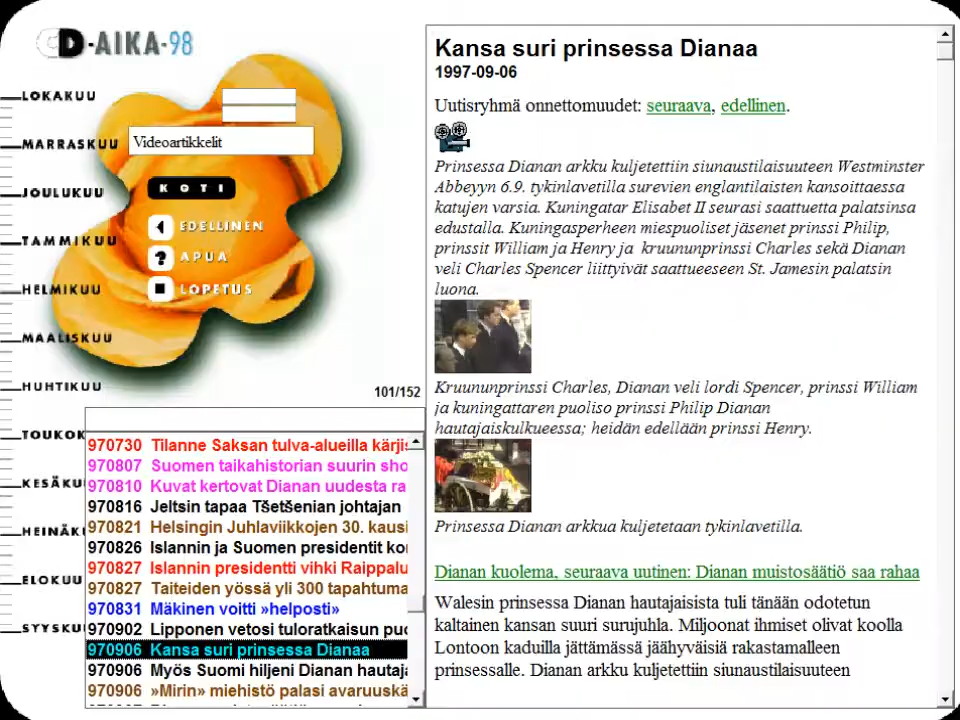 CD-AIKA-98
LOKAKUU
MARRASKUU
JOULUKUU
TAMMIKUU
HELMIKUU
MAALISKUU
HUHTIKUU
TOUKOK
KESÄKU
HEINÄK
ELOKUU
SYYSKU
Videoartikkelit
KOTI
EDELLINEN
APUA
LOPETUS
101/152
970730 Tilanne Saksan tulva-alueilla kärjis
970807 Suomen taikahistorian suurin sho
970810 Kuvat kertovat Dianan uudesta ra
970816 Jeltsin tapaa Tšetšenian johtajan
970821 Helsingin Juhlaviikkojen 30. kausi
970826 Islannin ja Suomen presidentit ko
970827 Islannin presidentti vihki Raippalu
970827 Taiteiden yössä yli 300 tapahtuma
970831 Mäkinen voitti »helposti»
970902 Lipponen vetosi tuloratkaisun puo
970906 Kansa suri prinsessa Dianaa
970906 Myös Suomi hiljeni Dianan hautaja
970906 »Mirin» miehistö palasi avaruuskä
Kansa suri prinsessa Dianaa
1997-09-06
Uutisryhmä onnettomuudet: seuraava, edellinen.
Prinsessa Dianan arkku kuljetettiin siunaustilaisuuteen Westminster
Abbeyyn 6.9. tykinlavetilla surevien englantilaisten kansoittaessa
katujen varsia. Kuningatar Elisabet II seurasi saattuetta palatsinsa
edustalla. Kuningasperheen miespuoliset jäsenet prinssi Philip,
prinssit William ja Henry ja kruununprinssi Charles sekä Dianan
veli Charles Spencer liittyivät saattueeseen St. Jamesin palatsin
luona.
Kruununprinssi Charles, Dianan veli lordi Spencer, prinssi William
ja kuningattaren puoliso prinssi Philip Dianan
hautajaiskulkueessa; heidän edellään prinssi Henry.
Prinsessa Dianan arkkua kuljetetaan tykinlavetilla.
Dianan kuolema, seuraava uutinen: Dianan muistosäätiö saa rahaa
Walesin prinsessa Dianan hautajaisista tuli tänään odotetun
kaltainen kansan suuri surujuhla. Miljoonat ihmiset olivat koolla
Lontoon kaduilla jättämässä jäähyväisiä rakastamalleen
prinsessalle. Dianan arkku kuljetettiin siunaustilaisuuteen